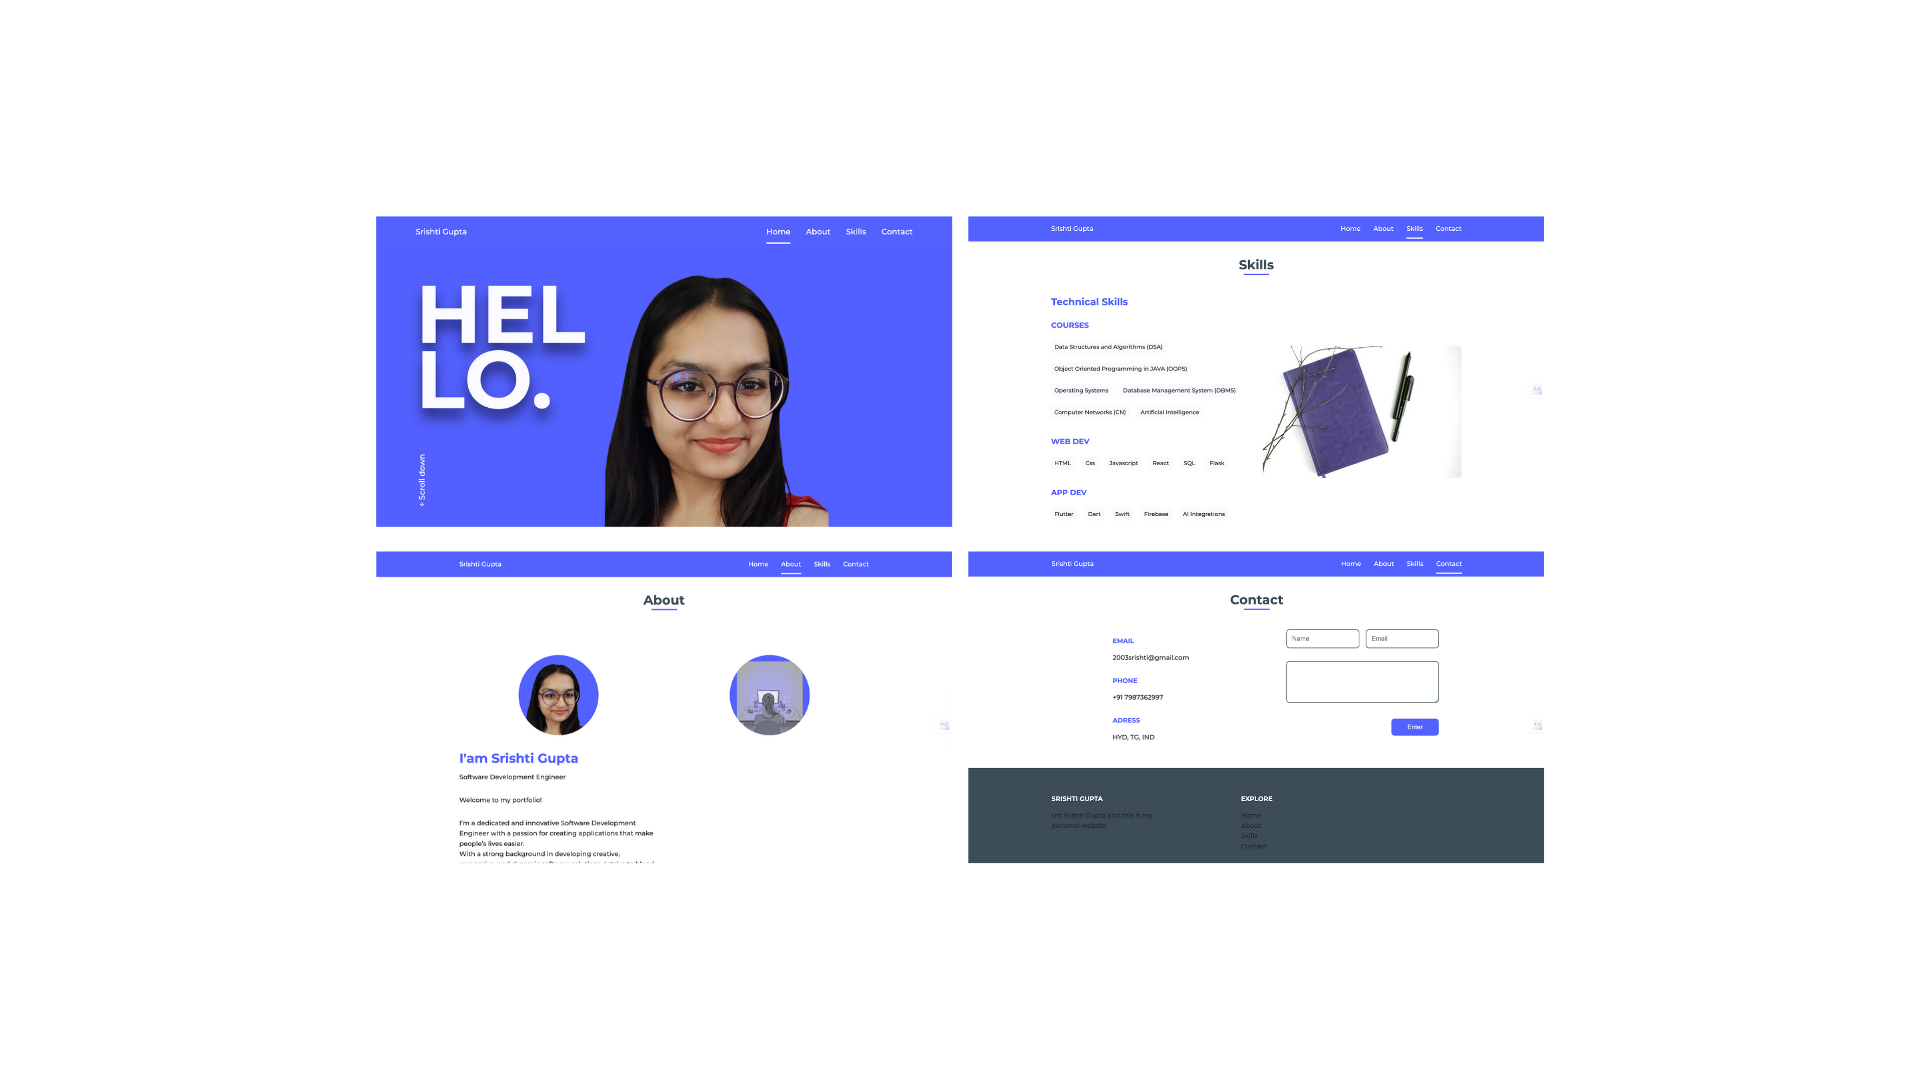 Srishti Gupta
Home About Skills Contact
HEL
LO.
← Scroll down
Srishti Gupta
Home About Skills Contact
Skills
Technical Skills
COURSES
Data Structures and Algorithms (DSA)
Object Oriented Programming in JAVA (OOPS)
Operating Systems Database Management System (DBMS)
Computer Networks (CN) Artificial Intelligence
WEB DEV
HTML Css Javascript React SQL Flask
APP DEV
Flutter Dart Swift Firebase AI Integrations
Srishti Gupta
Home About Skills Contact
About
I'am Srishti Gupta
Software Development Engineer
Welcome to my portfolio!
I'm a dedicated and innovative Software Development
Engineer with a passion for creating applications that make
people's lives easier.
With a strong background in developing creative,
Srishti Gupta
Home About Skills Contact
Contact
EMAIL
2003srishti@gmail.com
PHONE
+91 7987362997
ADRESS
HYD, TG, IND
Name
Email
Enter
SRISHTI GUPTA
I'm Srishti Gupta and this is my
personal website
EXPLORE
Home
About
Skills
Contact